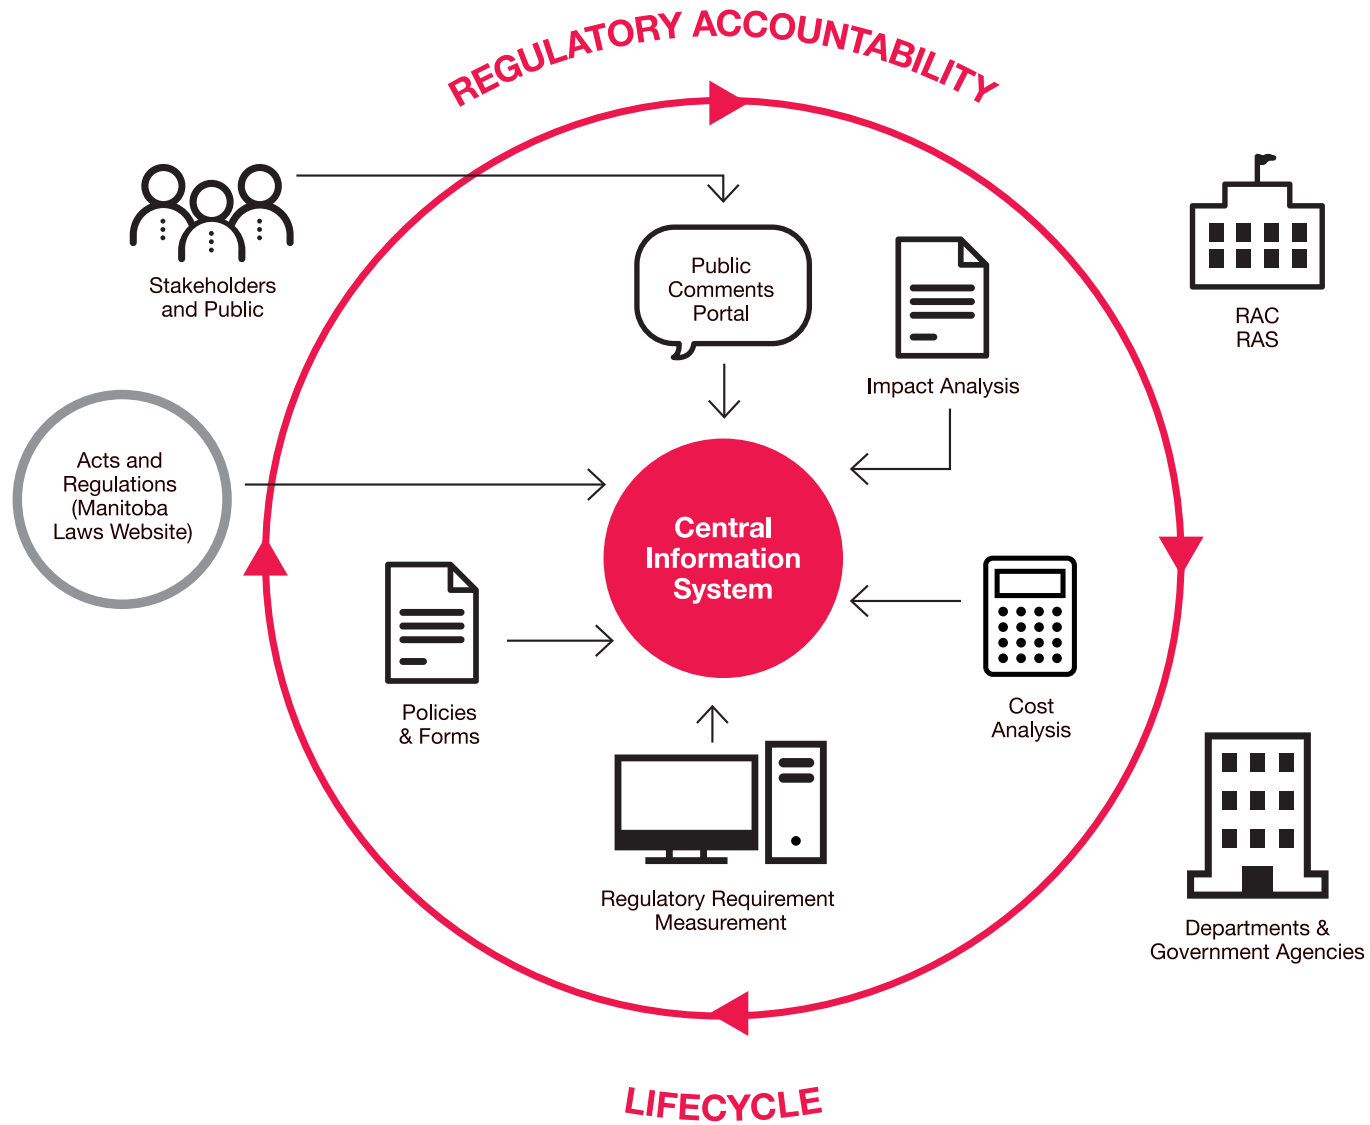 REGULATORY ACCOUNTABILITY
Stakeholders
and Public
Public
Comments
Portal
Impact Analysis
RAC
RAS
Acts and
Regulations
(Manitoba
Laws Website)
Central
Information
System
Policies
& Forms
Cost
Analysis
Regulatory Requirement
Measurement
Departments &
Government Agencies
LIFECYCLE